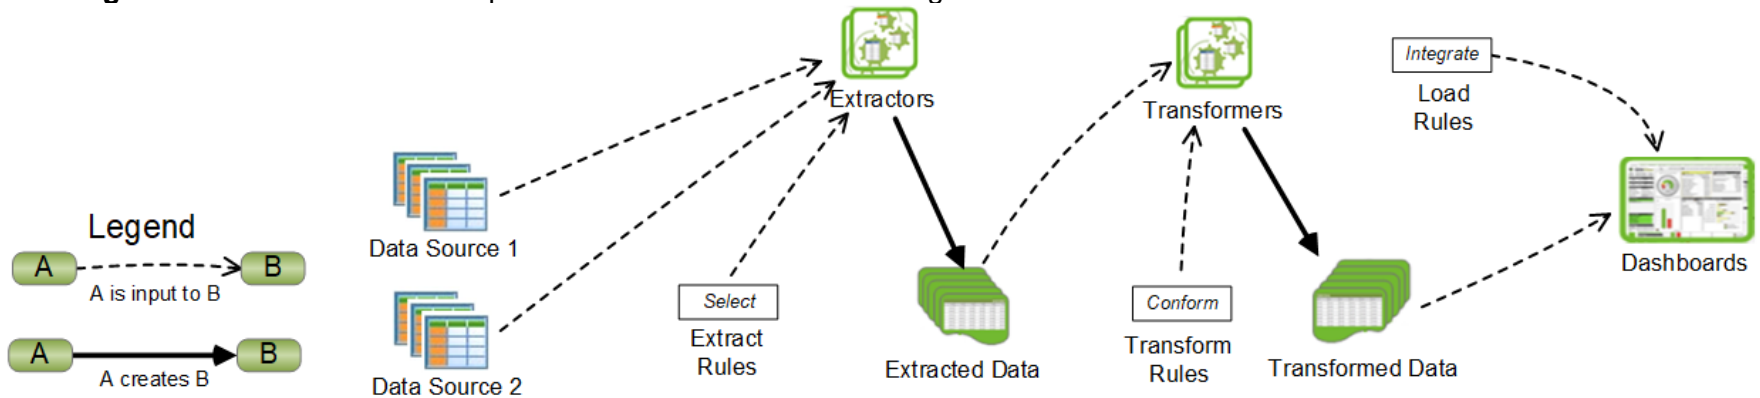 Legend
A
B
A is input to B
A
B
A creates B
Data Source 1
Data Source 2
Select
Extract
Rules
Extractors
Extracted Data
Conform
Transform
Rules
Transformers
Transformed Data
Integrate
Load
Rules
Dashboards